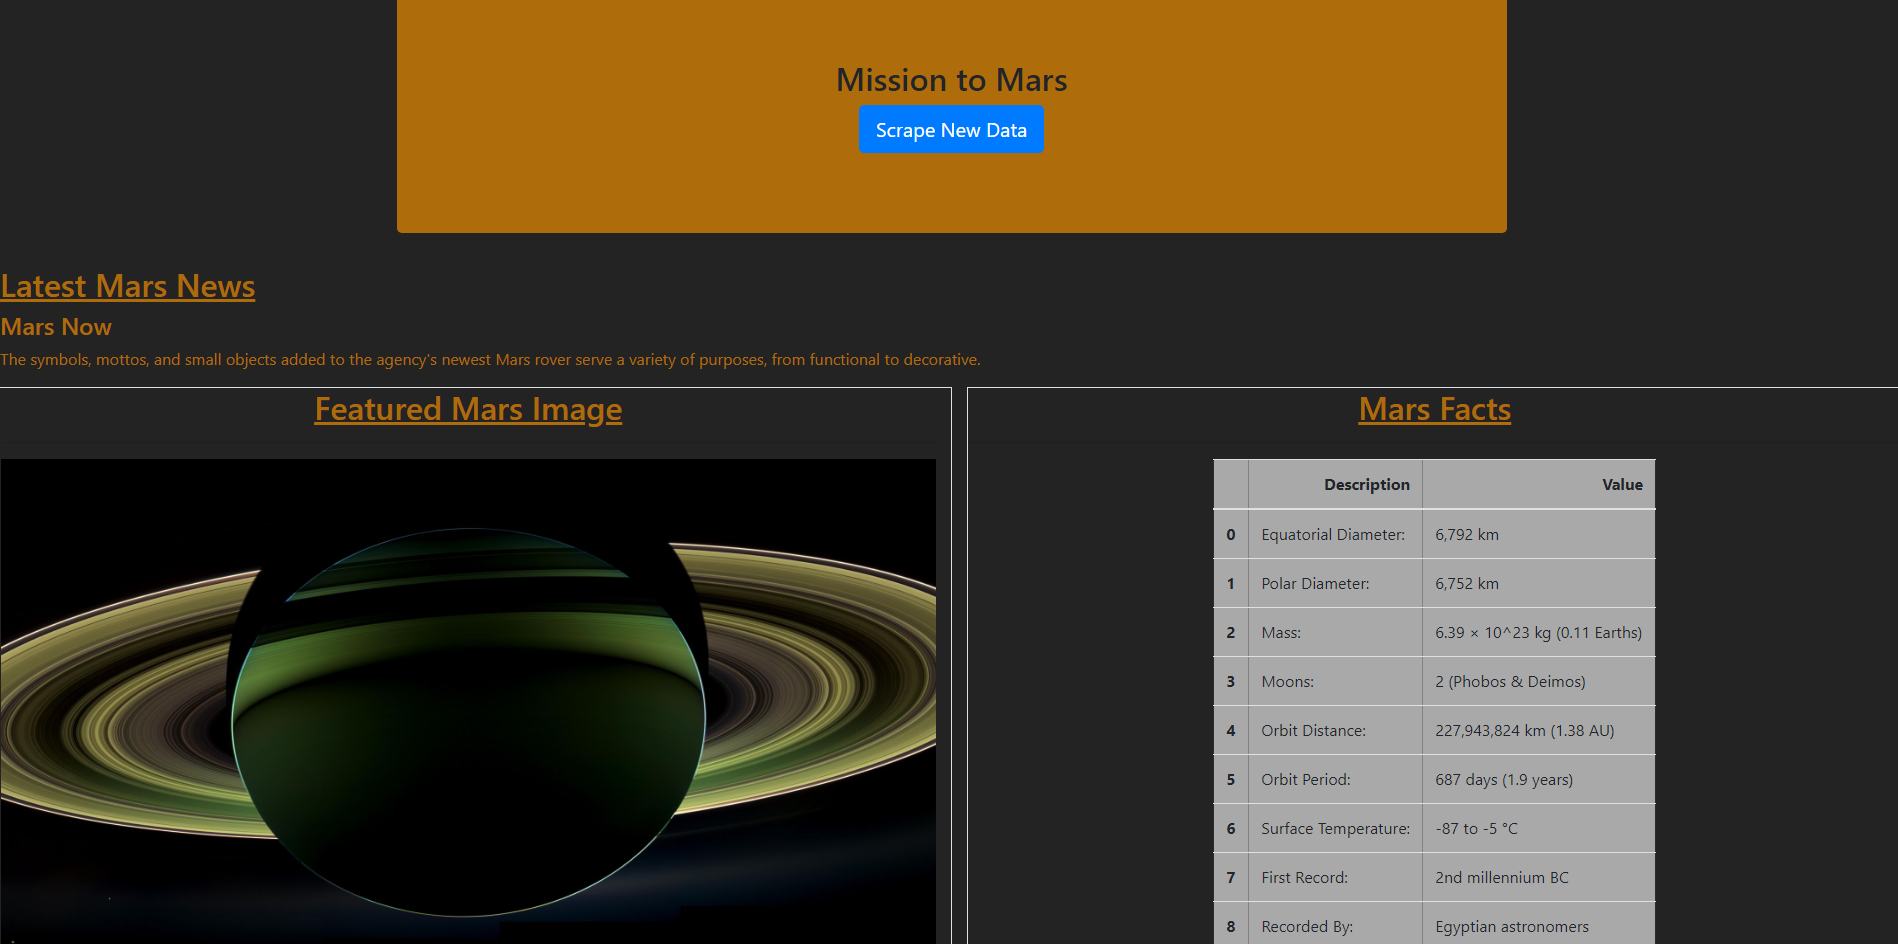 Mission to Mars
Scrape New Data
Latest Mars News
Mars Now
The symbols, mottos, and small objects added to the agency's newest Mars rover serve a variety of purposes, from functional to decorative.
Featured Mars Image
Mars Facts
Description Value
0 Equatorial Diameter: 6,792 km
1 Polar Diameter: 6,752 km
2 Mass: 6.39 × 10^23 kg (0.11 Earths)
3 Moons: 2 (Phobos & Deimos)
4 Orbit Distance: 227,943,824 km (1.38 AU)
5 Orbit Period: 687 days (1.9 years)
6 Surface Temperature: -87 to -5 °C
7 First Record: 2nd millennium BC
8 Recorded By: Egyptian astronomers